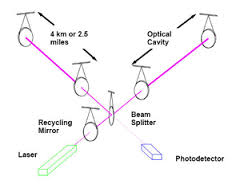 4 km or 2.5
miles
Optical
Cavity
Recycling
Mirror
Beam
Splitter
Laser
Photodetector